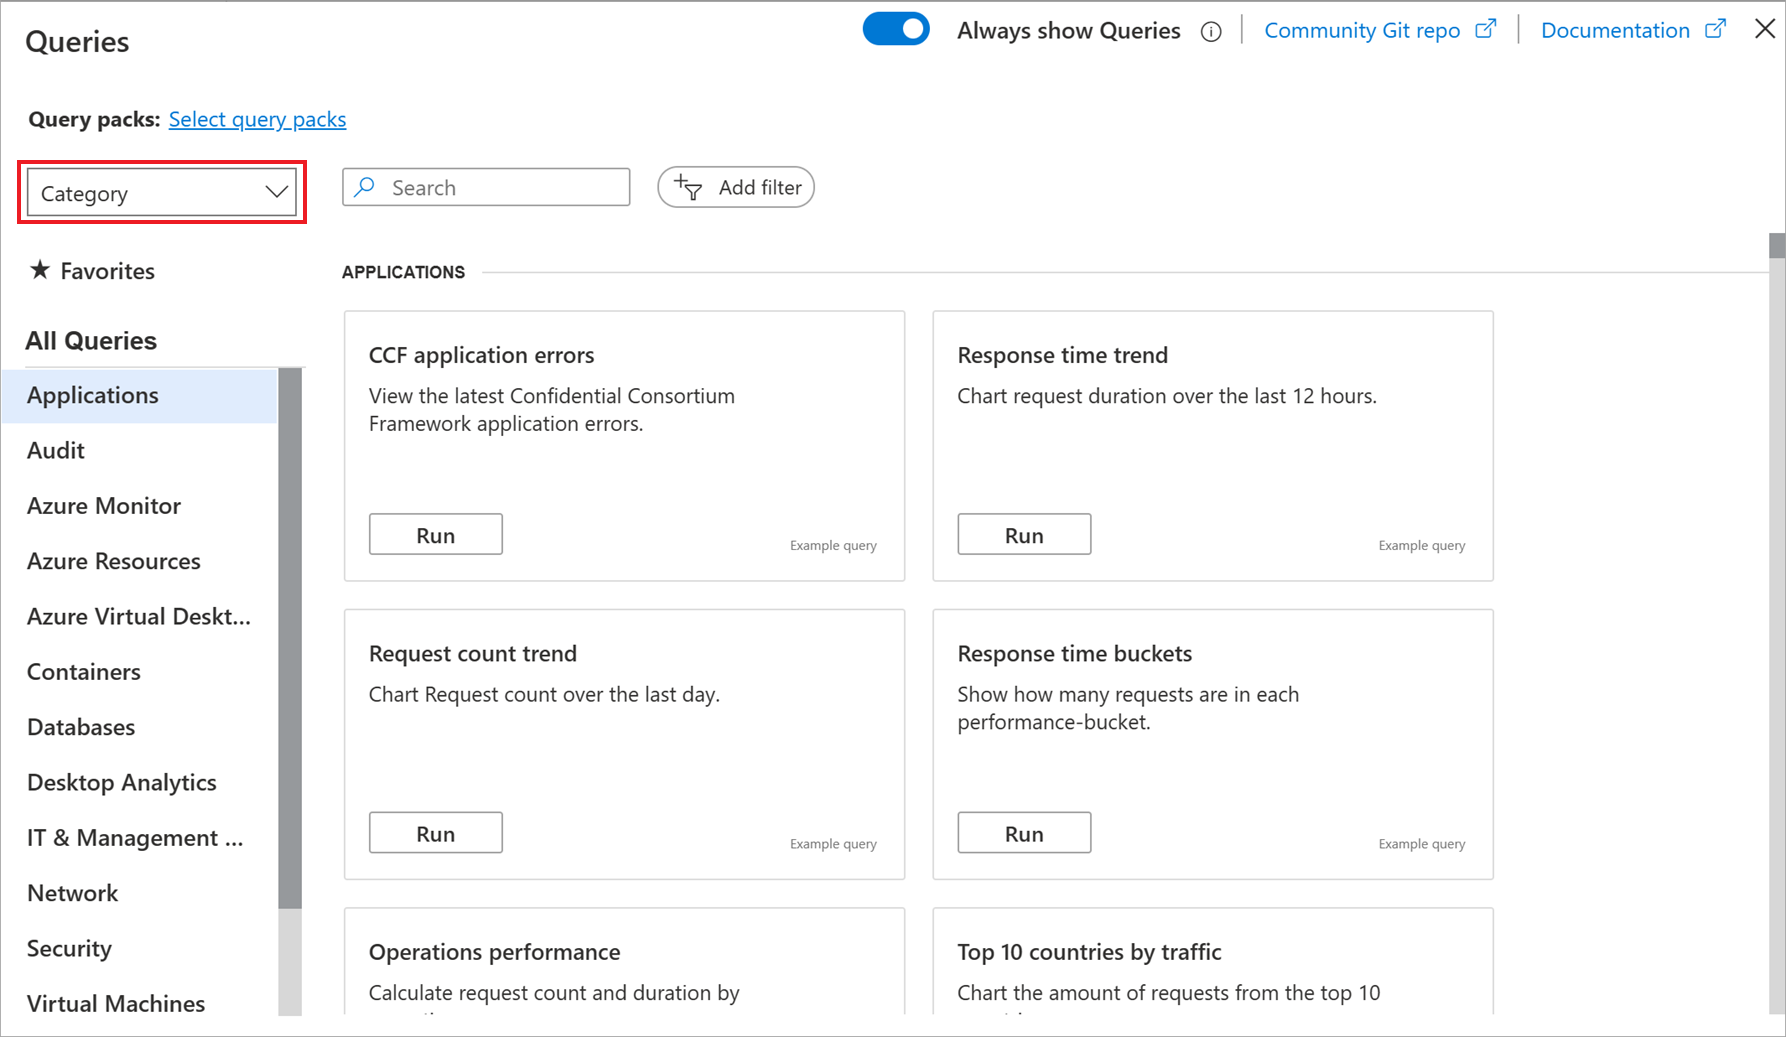 Queries
Always show Queries
Community Git repo
Documentation
Query packs: Select query packs
Category
Search
Add filter
Favorites
All Queries
Applications
Audit
Azure Monitor
Azure Resources
Azure Virtual Deskt...
Containers
Databases
Desktop Analytics
IT & Management ...
Network
Security
Virtual Machines
APPLICATIONS
CCF application errors
View the latest Confidential Consortium
Framework application errors.
Run
Example query
Response time trend
Chart request duration over the last 12 hours.
Run
Example query
Request count trend
Chart Request count over the last day.
Run
Example query
Response time buckets
Show how many requests are in each
performance-bucket.
Run
Example query
Operations performance
Calculate request count and duration by
Top 10 countries by traffic
Chart the amount of requests from the top 10